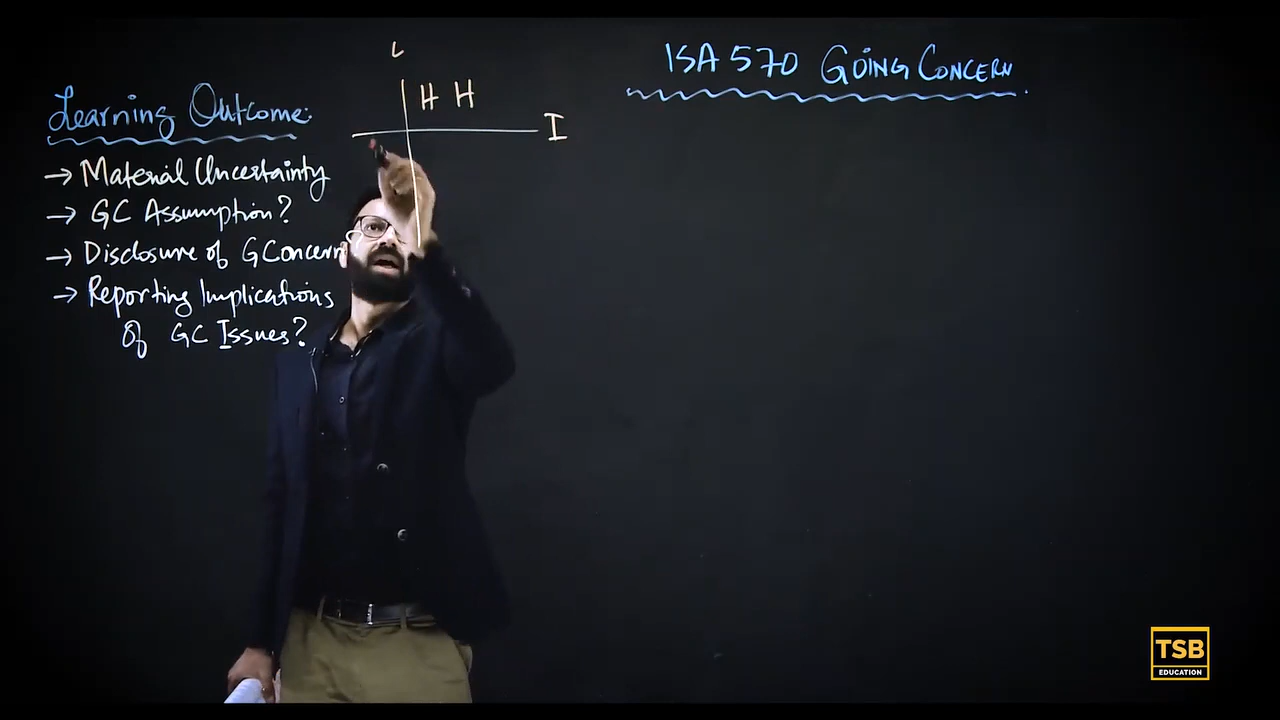 L
H H
I
ISA 570 GOING CONCERN
Learning Outcome:
→ Material Uncertainty
→ GC Assumption?
→ Disclosure of GConcern
→ Reporting Implications
of GC Issues?
TSB
EDUCATION